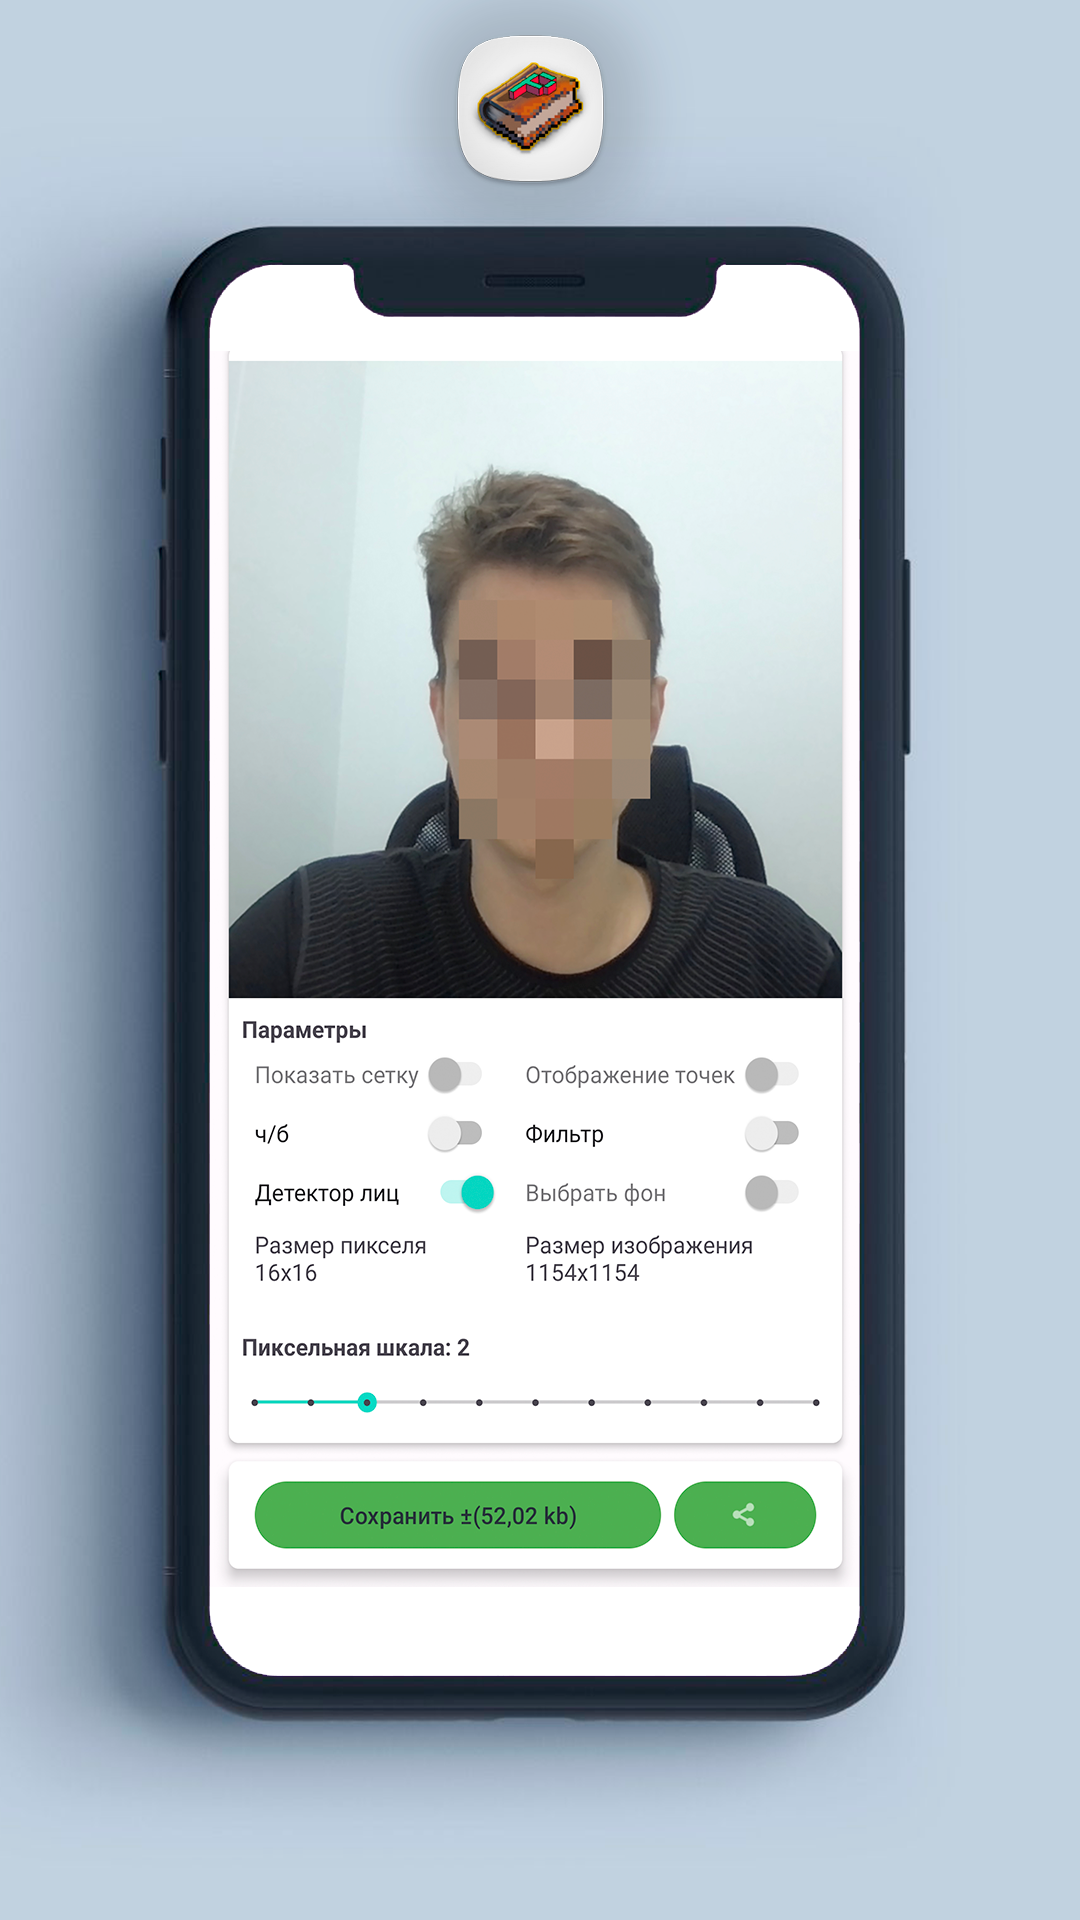 Параметры
Показать сетку
Отображение точек
ч/б
Фильтр
Детектор лиц
Выбрать фон
Размер пикселя
16x16
Размер изображения
1154x1154
Пиксельная шкала: 2
Сохранить ±(52,02 kb)